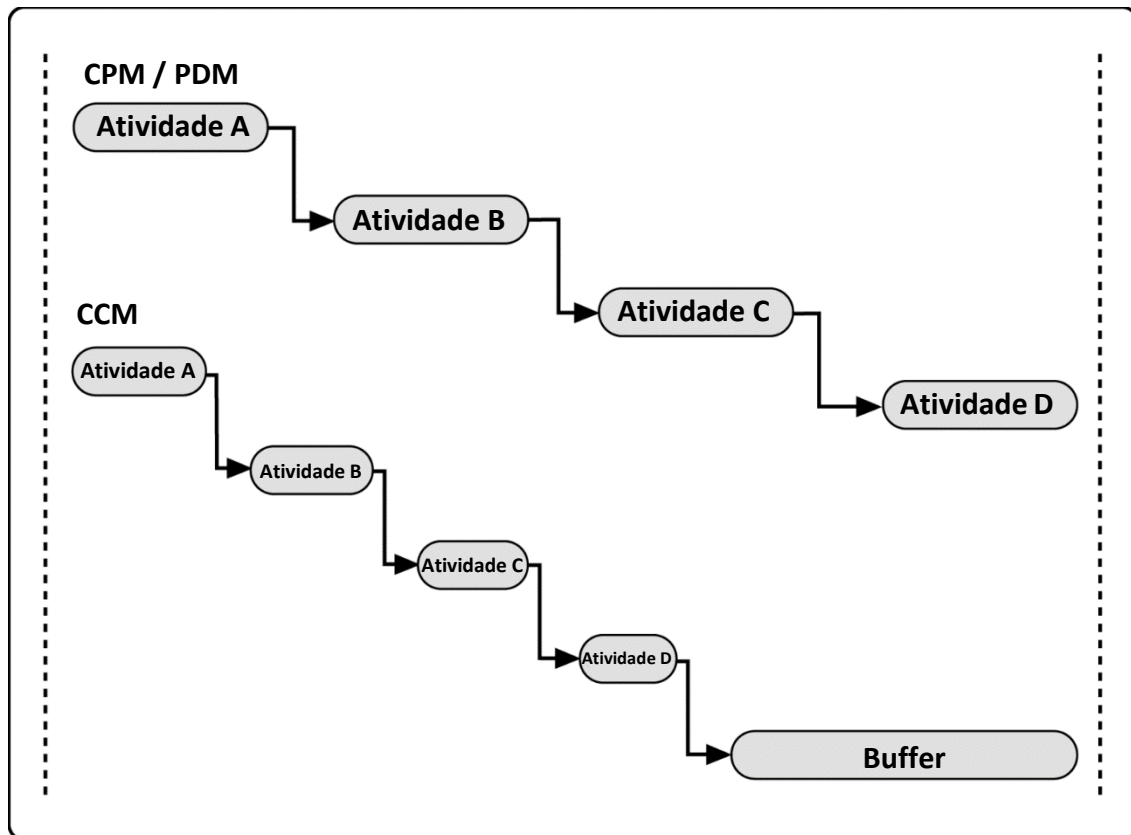 CPM / PDM
Atividade A
Atividade B
Atividade C
Atividade D
CCM
Atividade A
Atividade B
Atividade C
Atividade D
Buffer